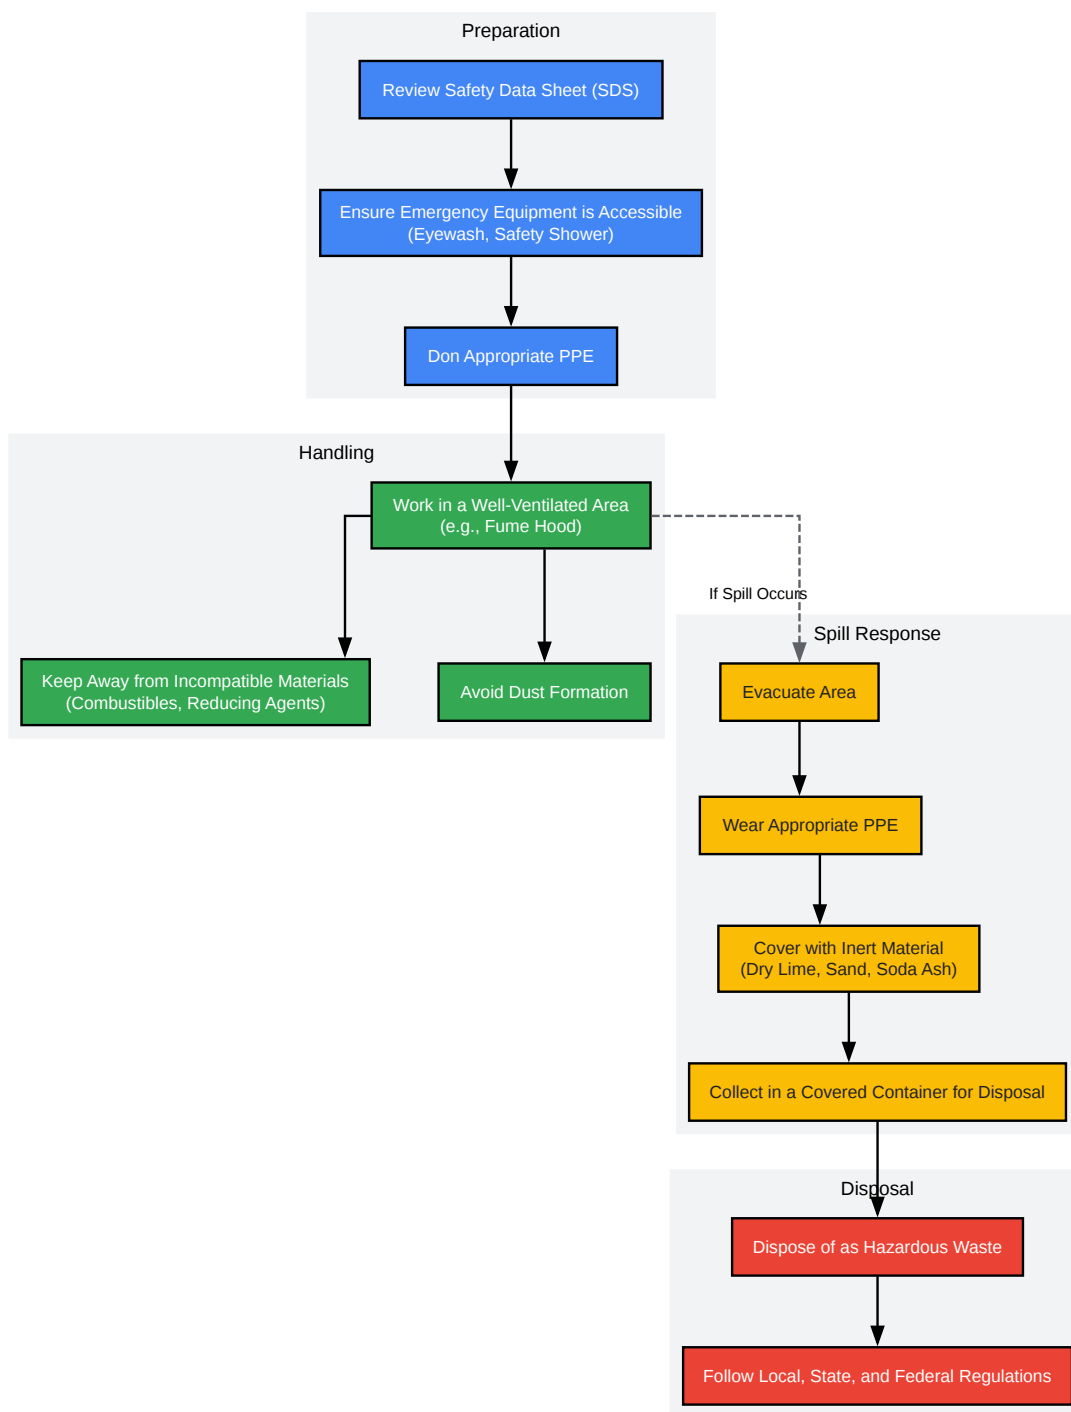 Preparation
Review Safety Data Sheet (SDS)
Ensure Emergency Equipment is Accessible
(Eyewash, Safety Shower)
Don Appropriate PPE
Handling
Work in a Well-Ventilated Area
(e.g., Fume Hood)
If Spill Occurs
Spill Response
Keep Away from Incompatible Materials
(Combustibles, Reducing Agents)
Avoid Dust Formation
Evacuate Area
Wear Appropriate PPE
Cover with Inert Material
(Dry Lime, Sand, Soda Ash)
Collect in a Covered Container for Disposal
Disposal
Dispose of as Hazardous Waste
Follow Local, State, and Federal Regulations